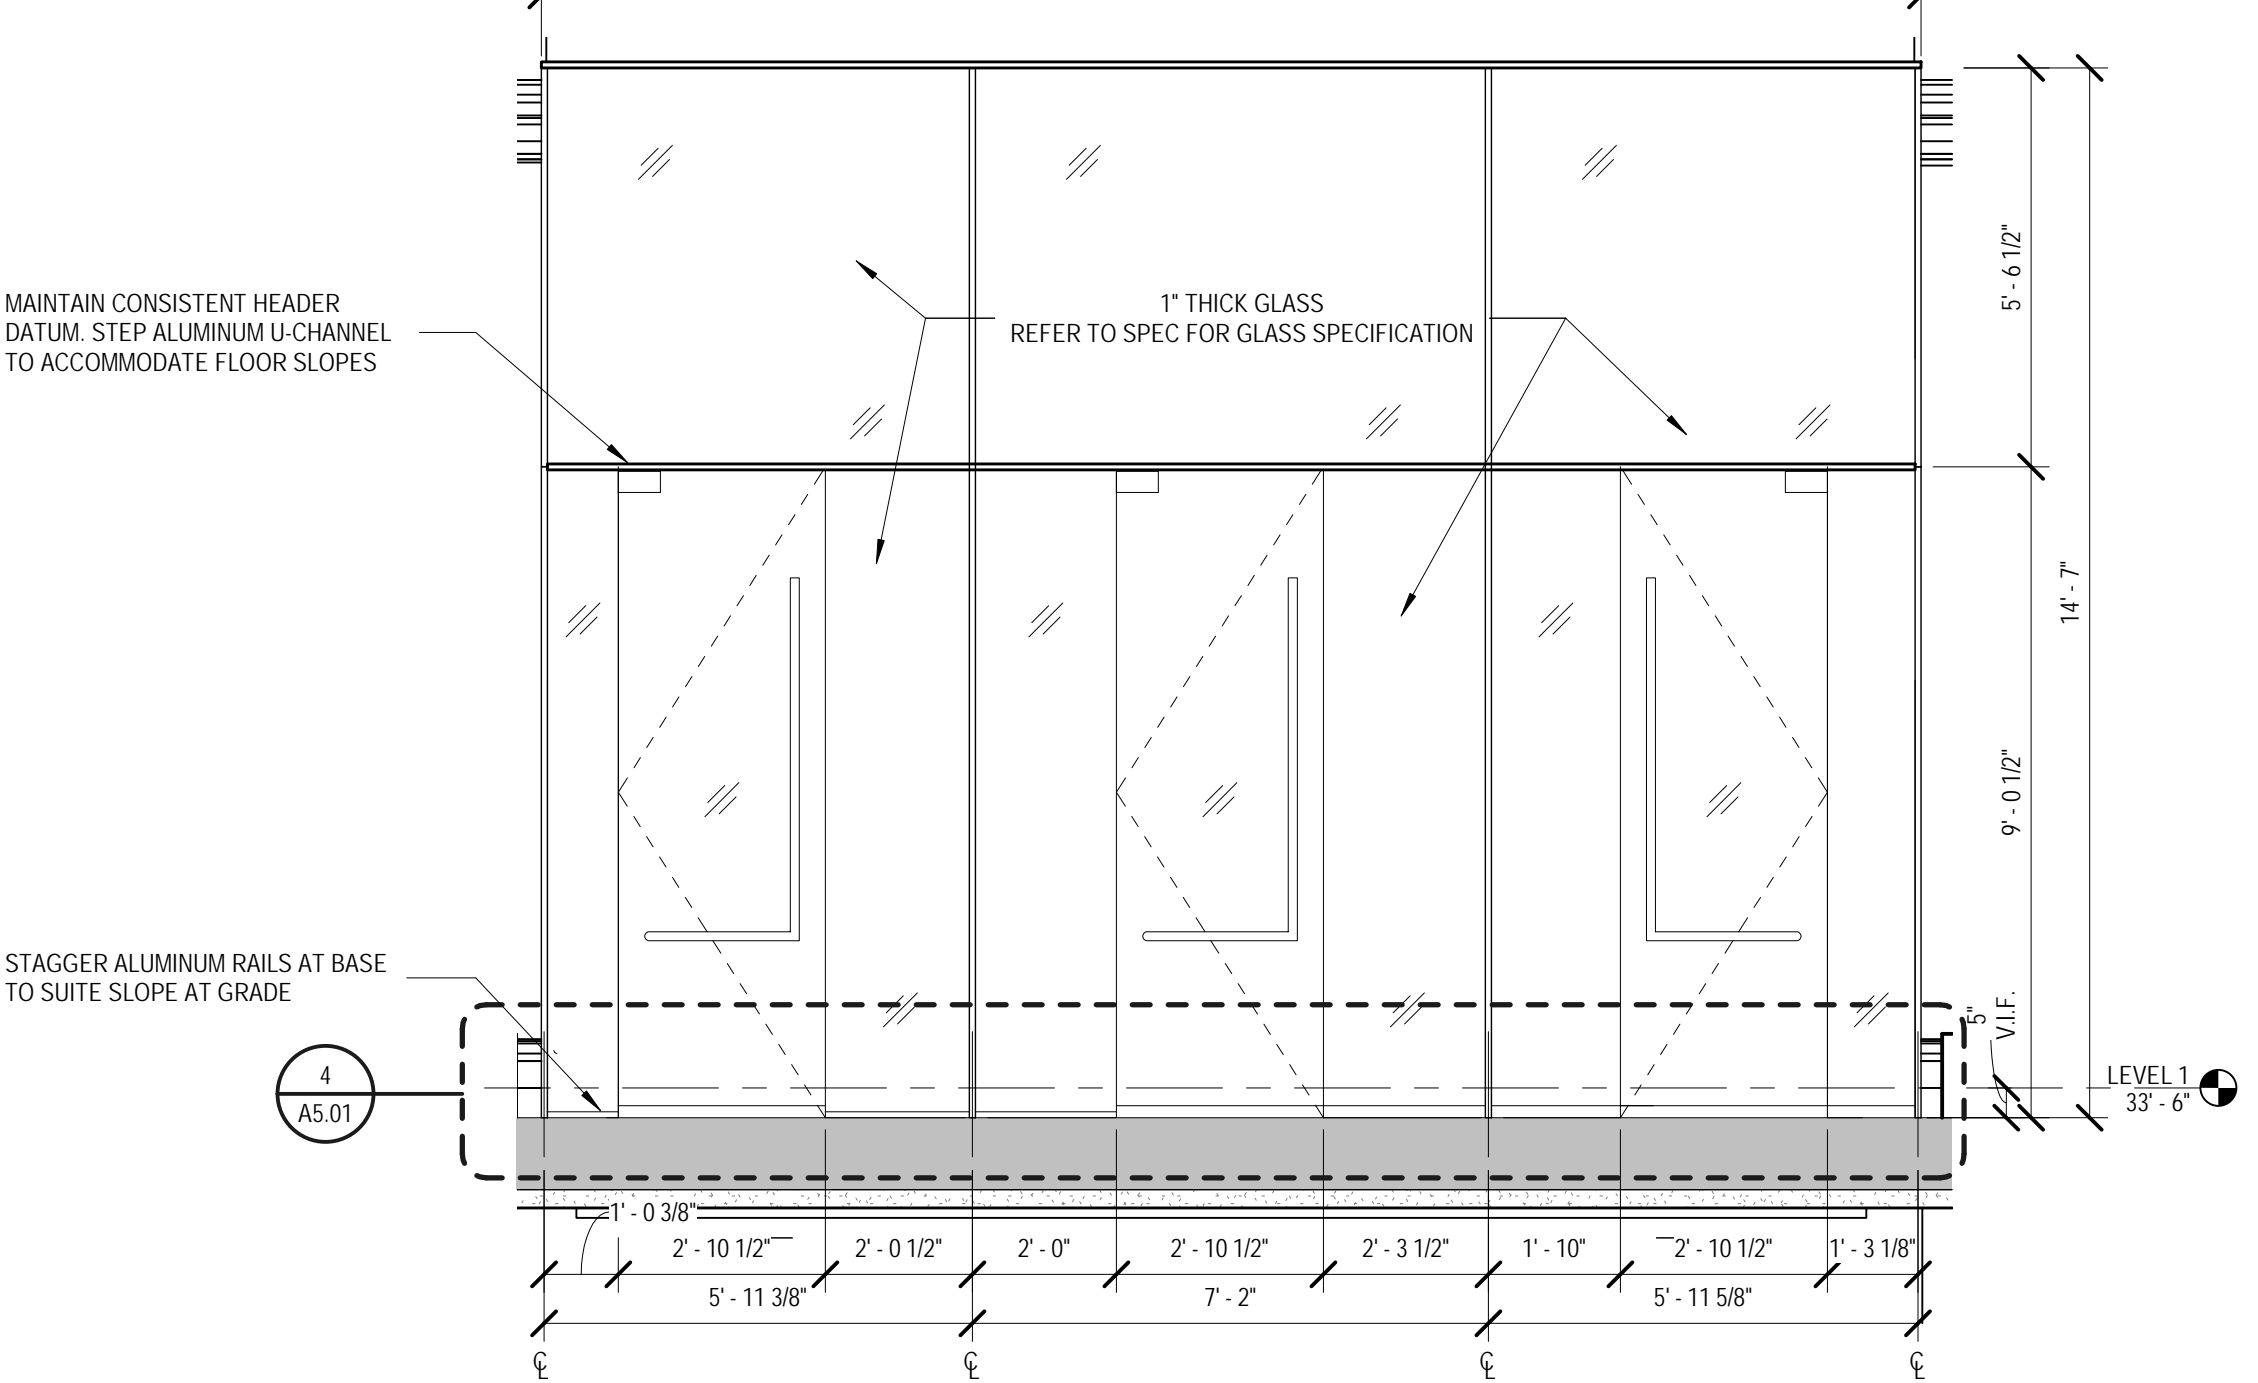 MAINTAIN CONSISTENT HEADER
DATUM. STEP ALUMINUM U-CHANNEL
TO ACCOMMODATE FLOOR SLOPES
1" THICK GLASS
REFER TO SPEC FOR GLASS SPECIFICATION
5' - 6 1/2"
14' - 7"
9' - 0 1/2"
STAGGER ALUMINUM RAILS AT BASE
TO SUITE SLOPE AT GRADE
5"
V.I.F.
4
A5.01
LEVEL 1
33' - 6"
1' - 0 3/8"
2' - 10 1/2"
2' - 0 1/2"
2' - 0"
2' - 10 1/2"
2' - 3 1/2"
1' - 10"
2' - 10 1/2"
1' - 3 1/8"
5' - 11 3/8"
7' - 2"
5' - 11 5/8"
℄
℄
℄
℄